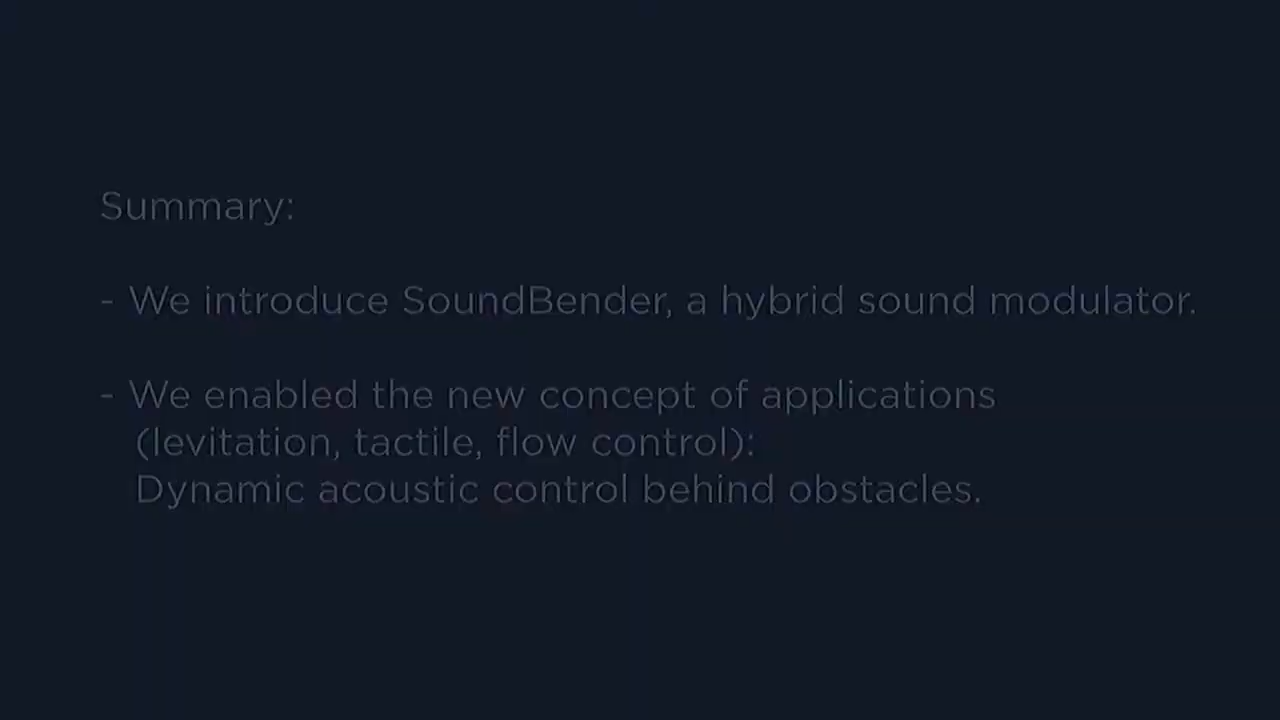 Summary:
- We introduce SoundBender, a hybrid sound modulator.
- We enabled the new concept of applications
(levitation, tactile, flow control):
Dynamic acoustic control behind obstacles.